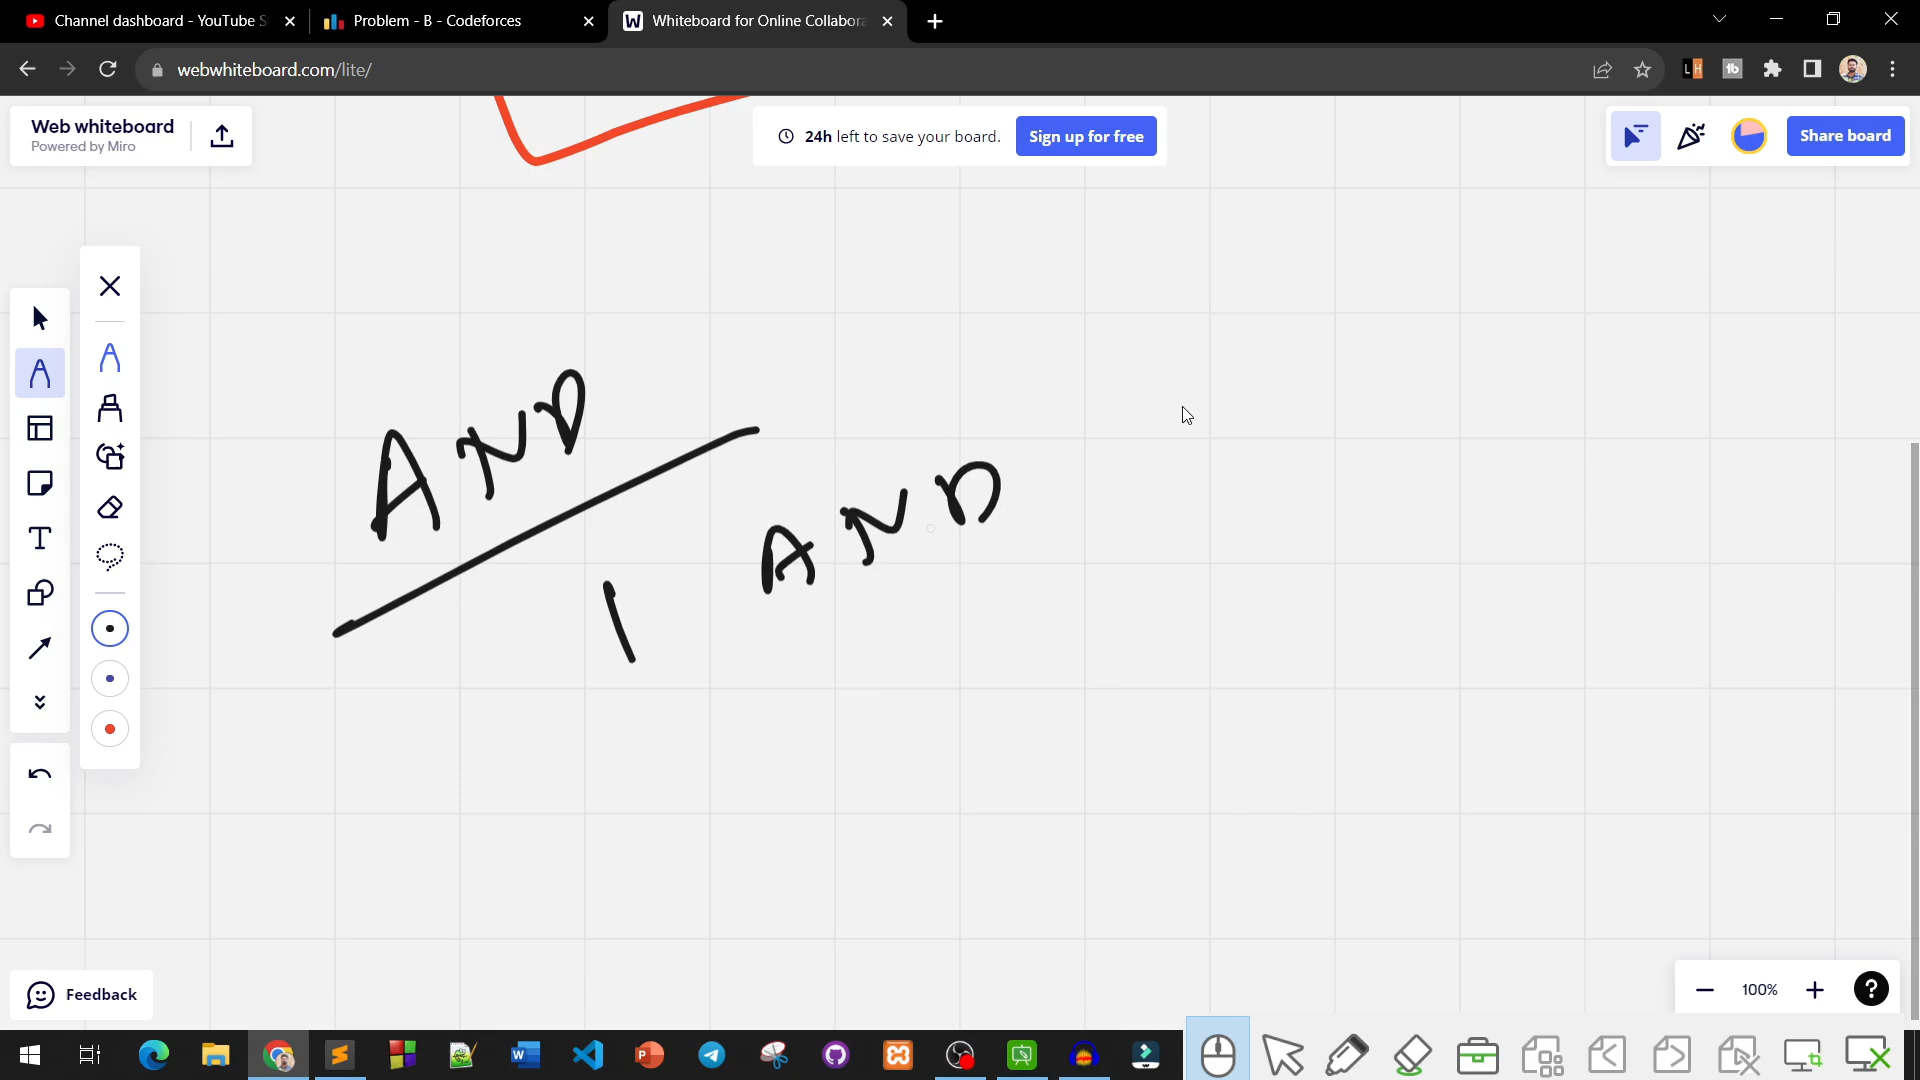 Channel dashboard - YouTube S
Problem - B - Codeforces
Whiteboard for Online Collabora
webwhiteboard.com/lite/
Web whiteboard
Powered by Miro
24h left to save your board.
Sign up for free
Share board
AND
1 AND
Feedback
100%